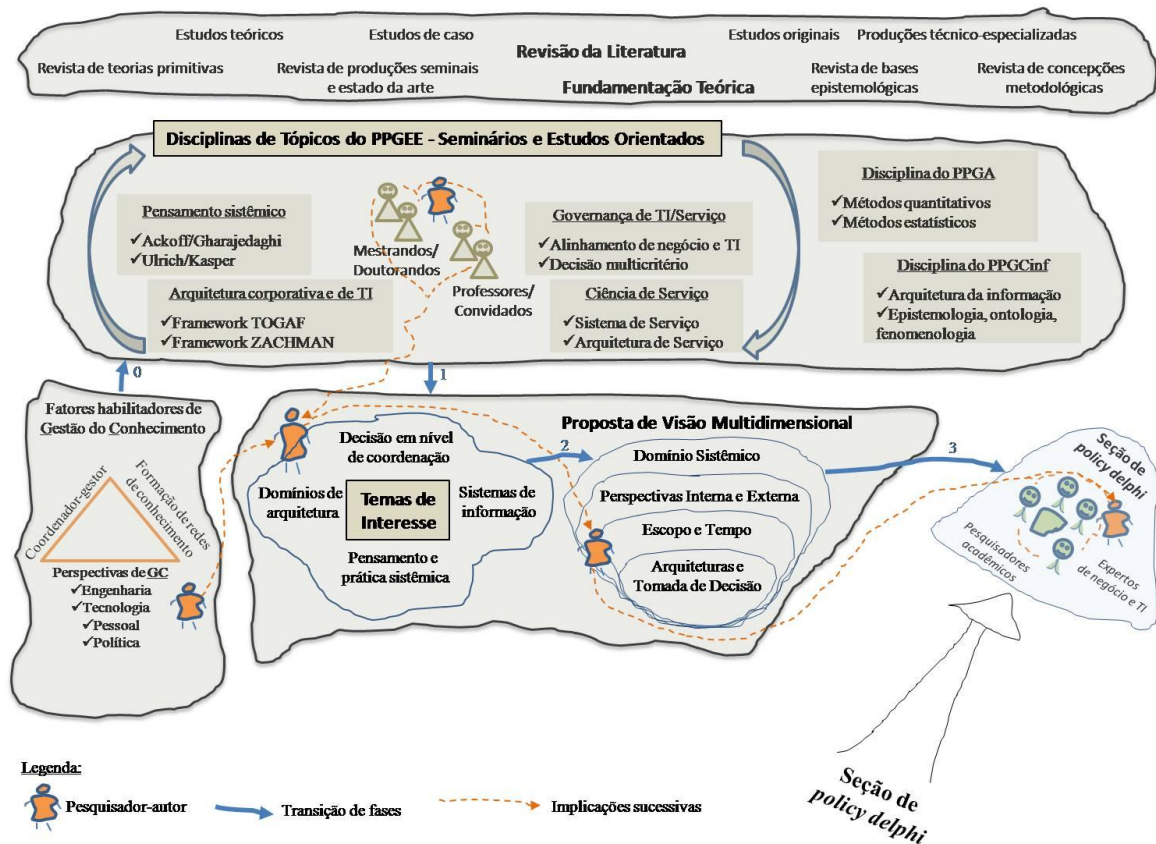 Estudos teóricos
Estudos de caso
Revisão da Literatura
Estudos originais
Produções técnico-especializadas
Revista de teorias primitivas
Revista de produções seminais
e estado da arte
Fundamentação Teórica
Revista de bases
epistemológicas
Revista de concepções
metodológicas
Disciplinas de Tópicos do PPGEE - Seminários e Estudos Orientados
Pensamento sistêmico
✓Ackoff/Gharajedaghi
✓Ulrich/Kasper
Mestrandos/
Doutorandos
Professores/
Convidados
Governança de TI/Serviço
✓Alinhamento de negócio e TI
✓Decisão multicritério
Disciplina do PPGA
✓Métodos quantitativos
✓Métodos estatísticos
Arquitetura corporativa e de TI
✓Framework TOGAF
✓Framework ZACHMAN
Ciência de Serviço
✓Sistema de Serviço
✓Arquitetura de Serviço
Disciplina do PPGCinf
✓Arquitetura da informação
✓Epistemologia, ontologia,
fenomenologia
0
1
Fatores habilitadores de
Gestão do Conhecimento
Coordenador-gestor
Formação de redes
de conhecimento
Perspectivas de GC
✓Engenharia
✓Tecnologia
✓Pessoal
✓Política
Decisão em nível
de coordenação
Domínios de
arquitetura
Temas de
Interesse
Sistemas de
informação
Pensamento e
prática sistêmica
2
Proposta de Visão Multidimensional
Domínio Sistêmico
Perspectivas Interna e Externa
Escopo e Tempo
Arquiteturas e
Tomada de Decisão
3
Seção de
policy delphi
Pesquisadores
acadêmicos
Expertos
de negócio e TI
Seção de
policy delphi
Legenda:
Pesquisador-autor
Transição de fases
Implicações sucessivas